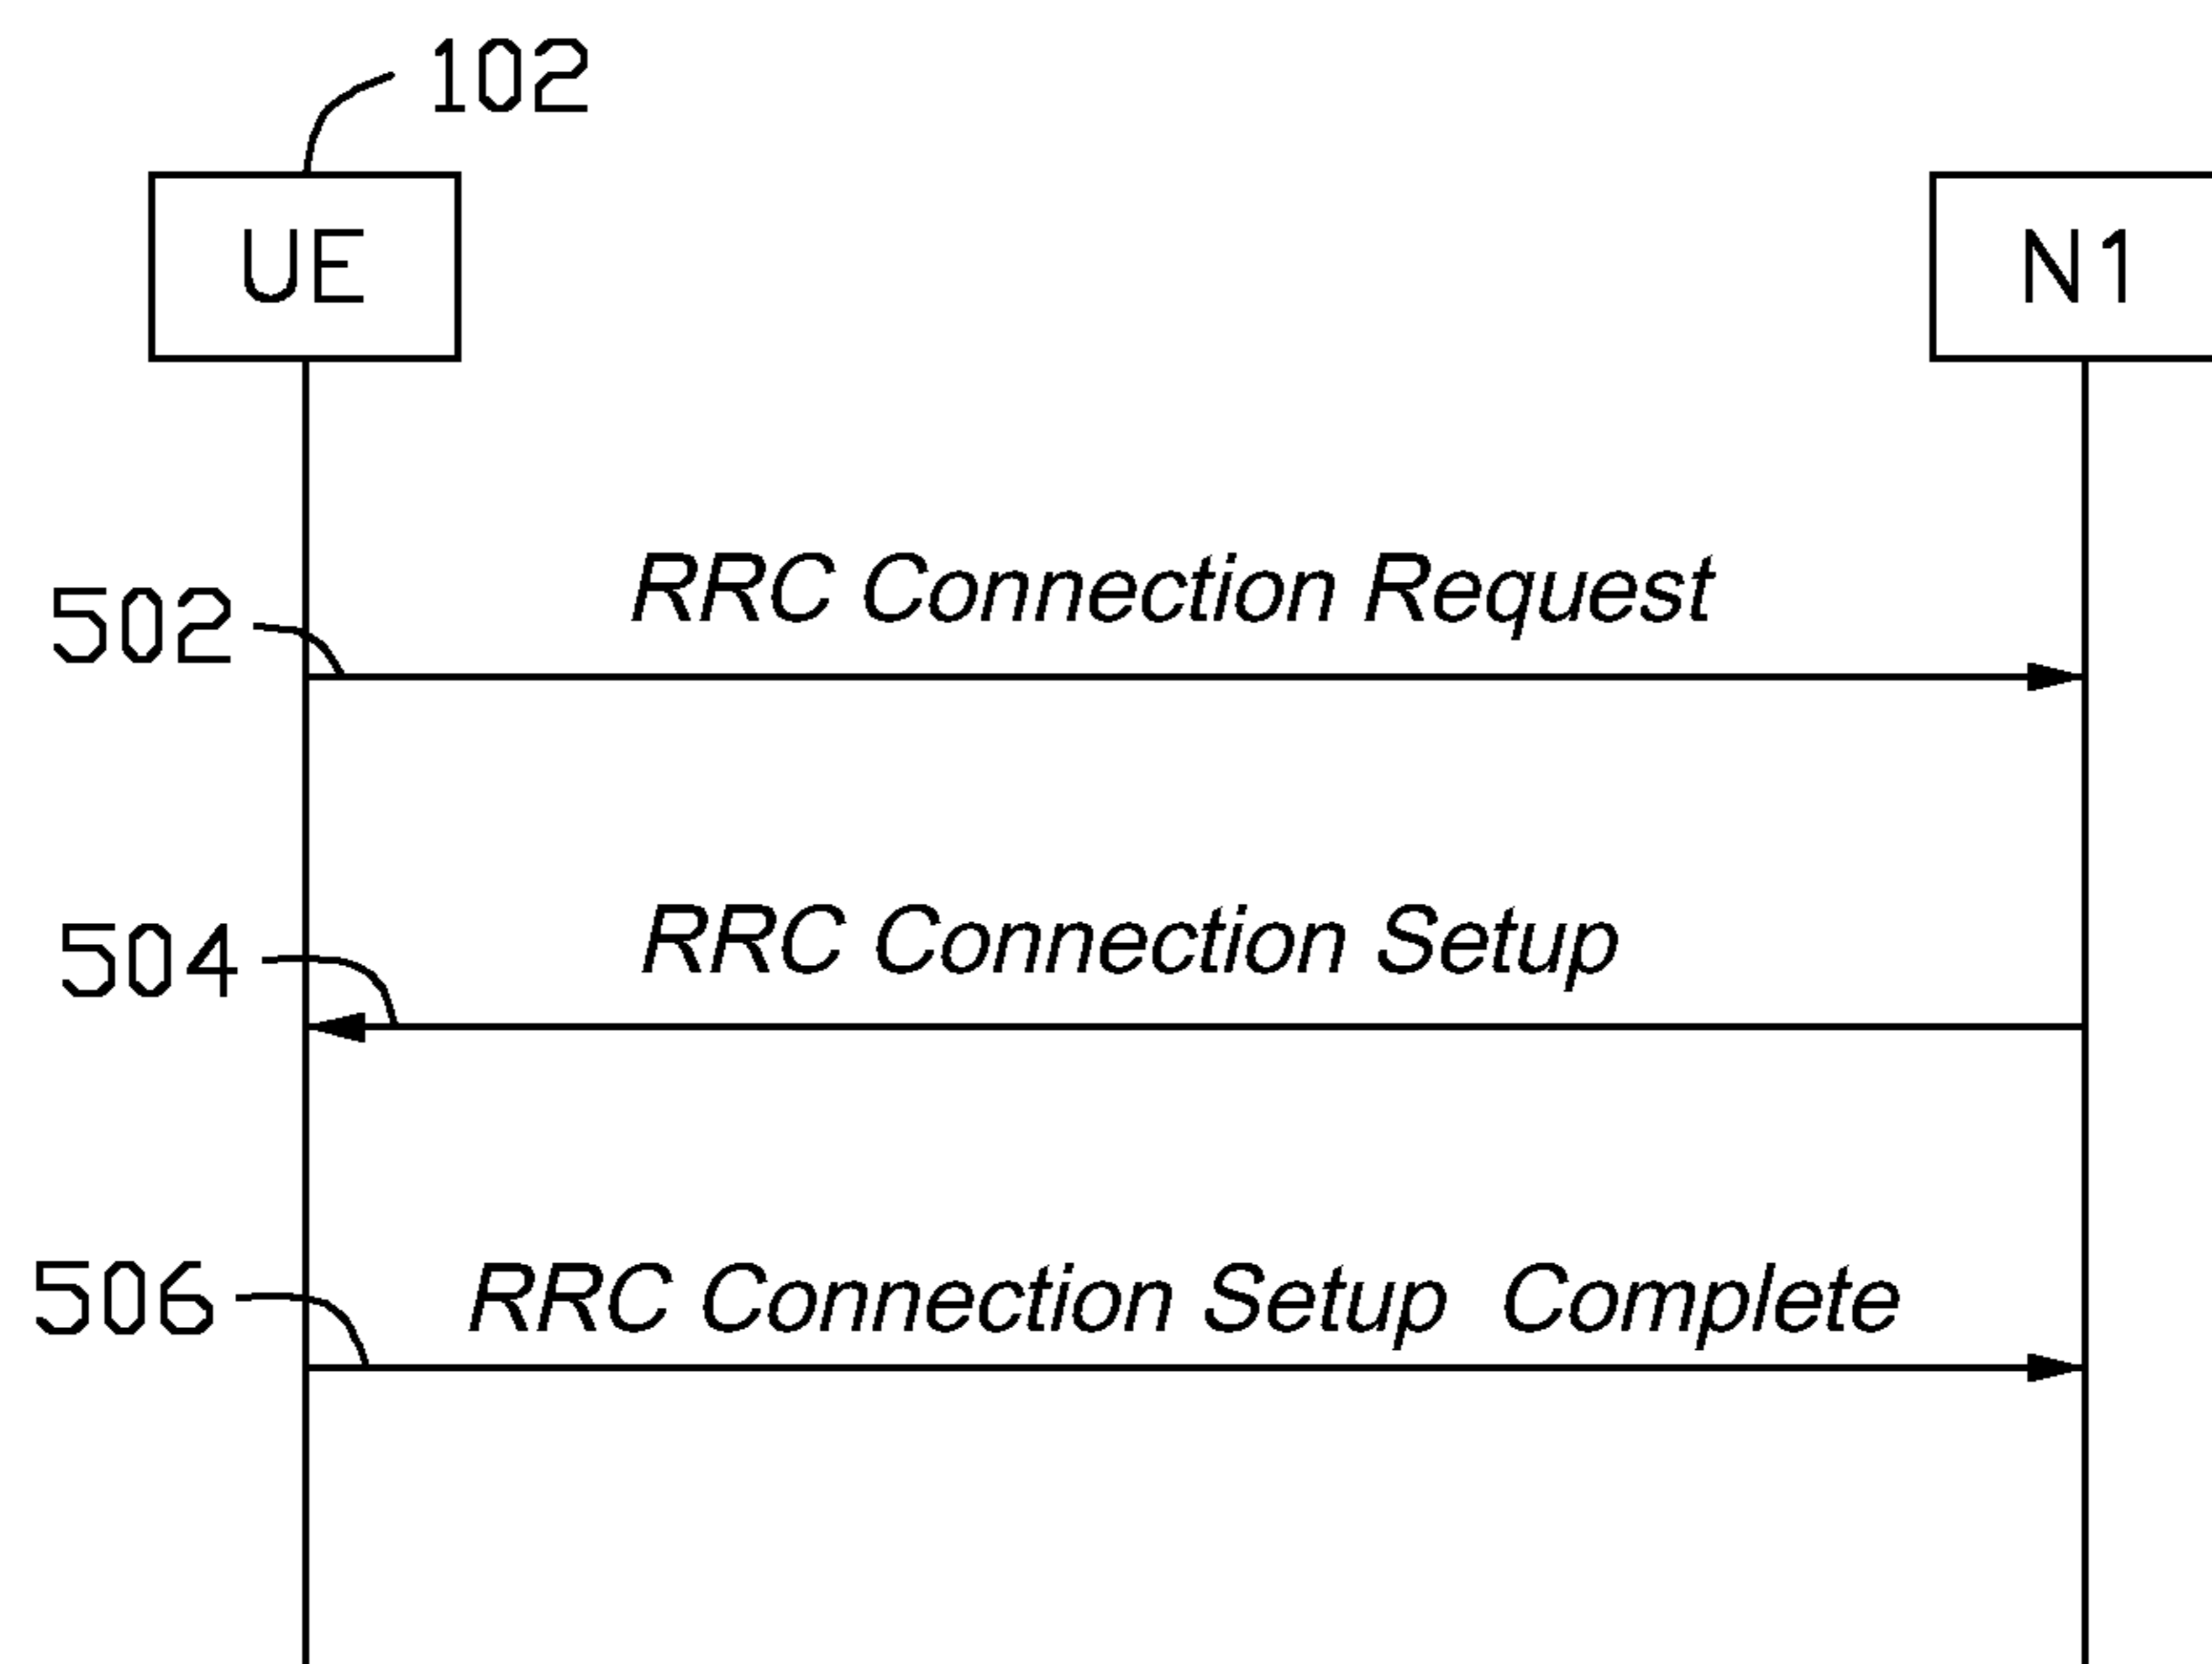 102
UE
N1
RRC Connection Request
502
RRC Connection Setup
504
RRC Connection Setup Complete
506